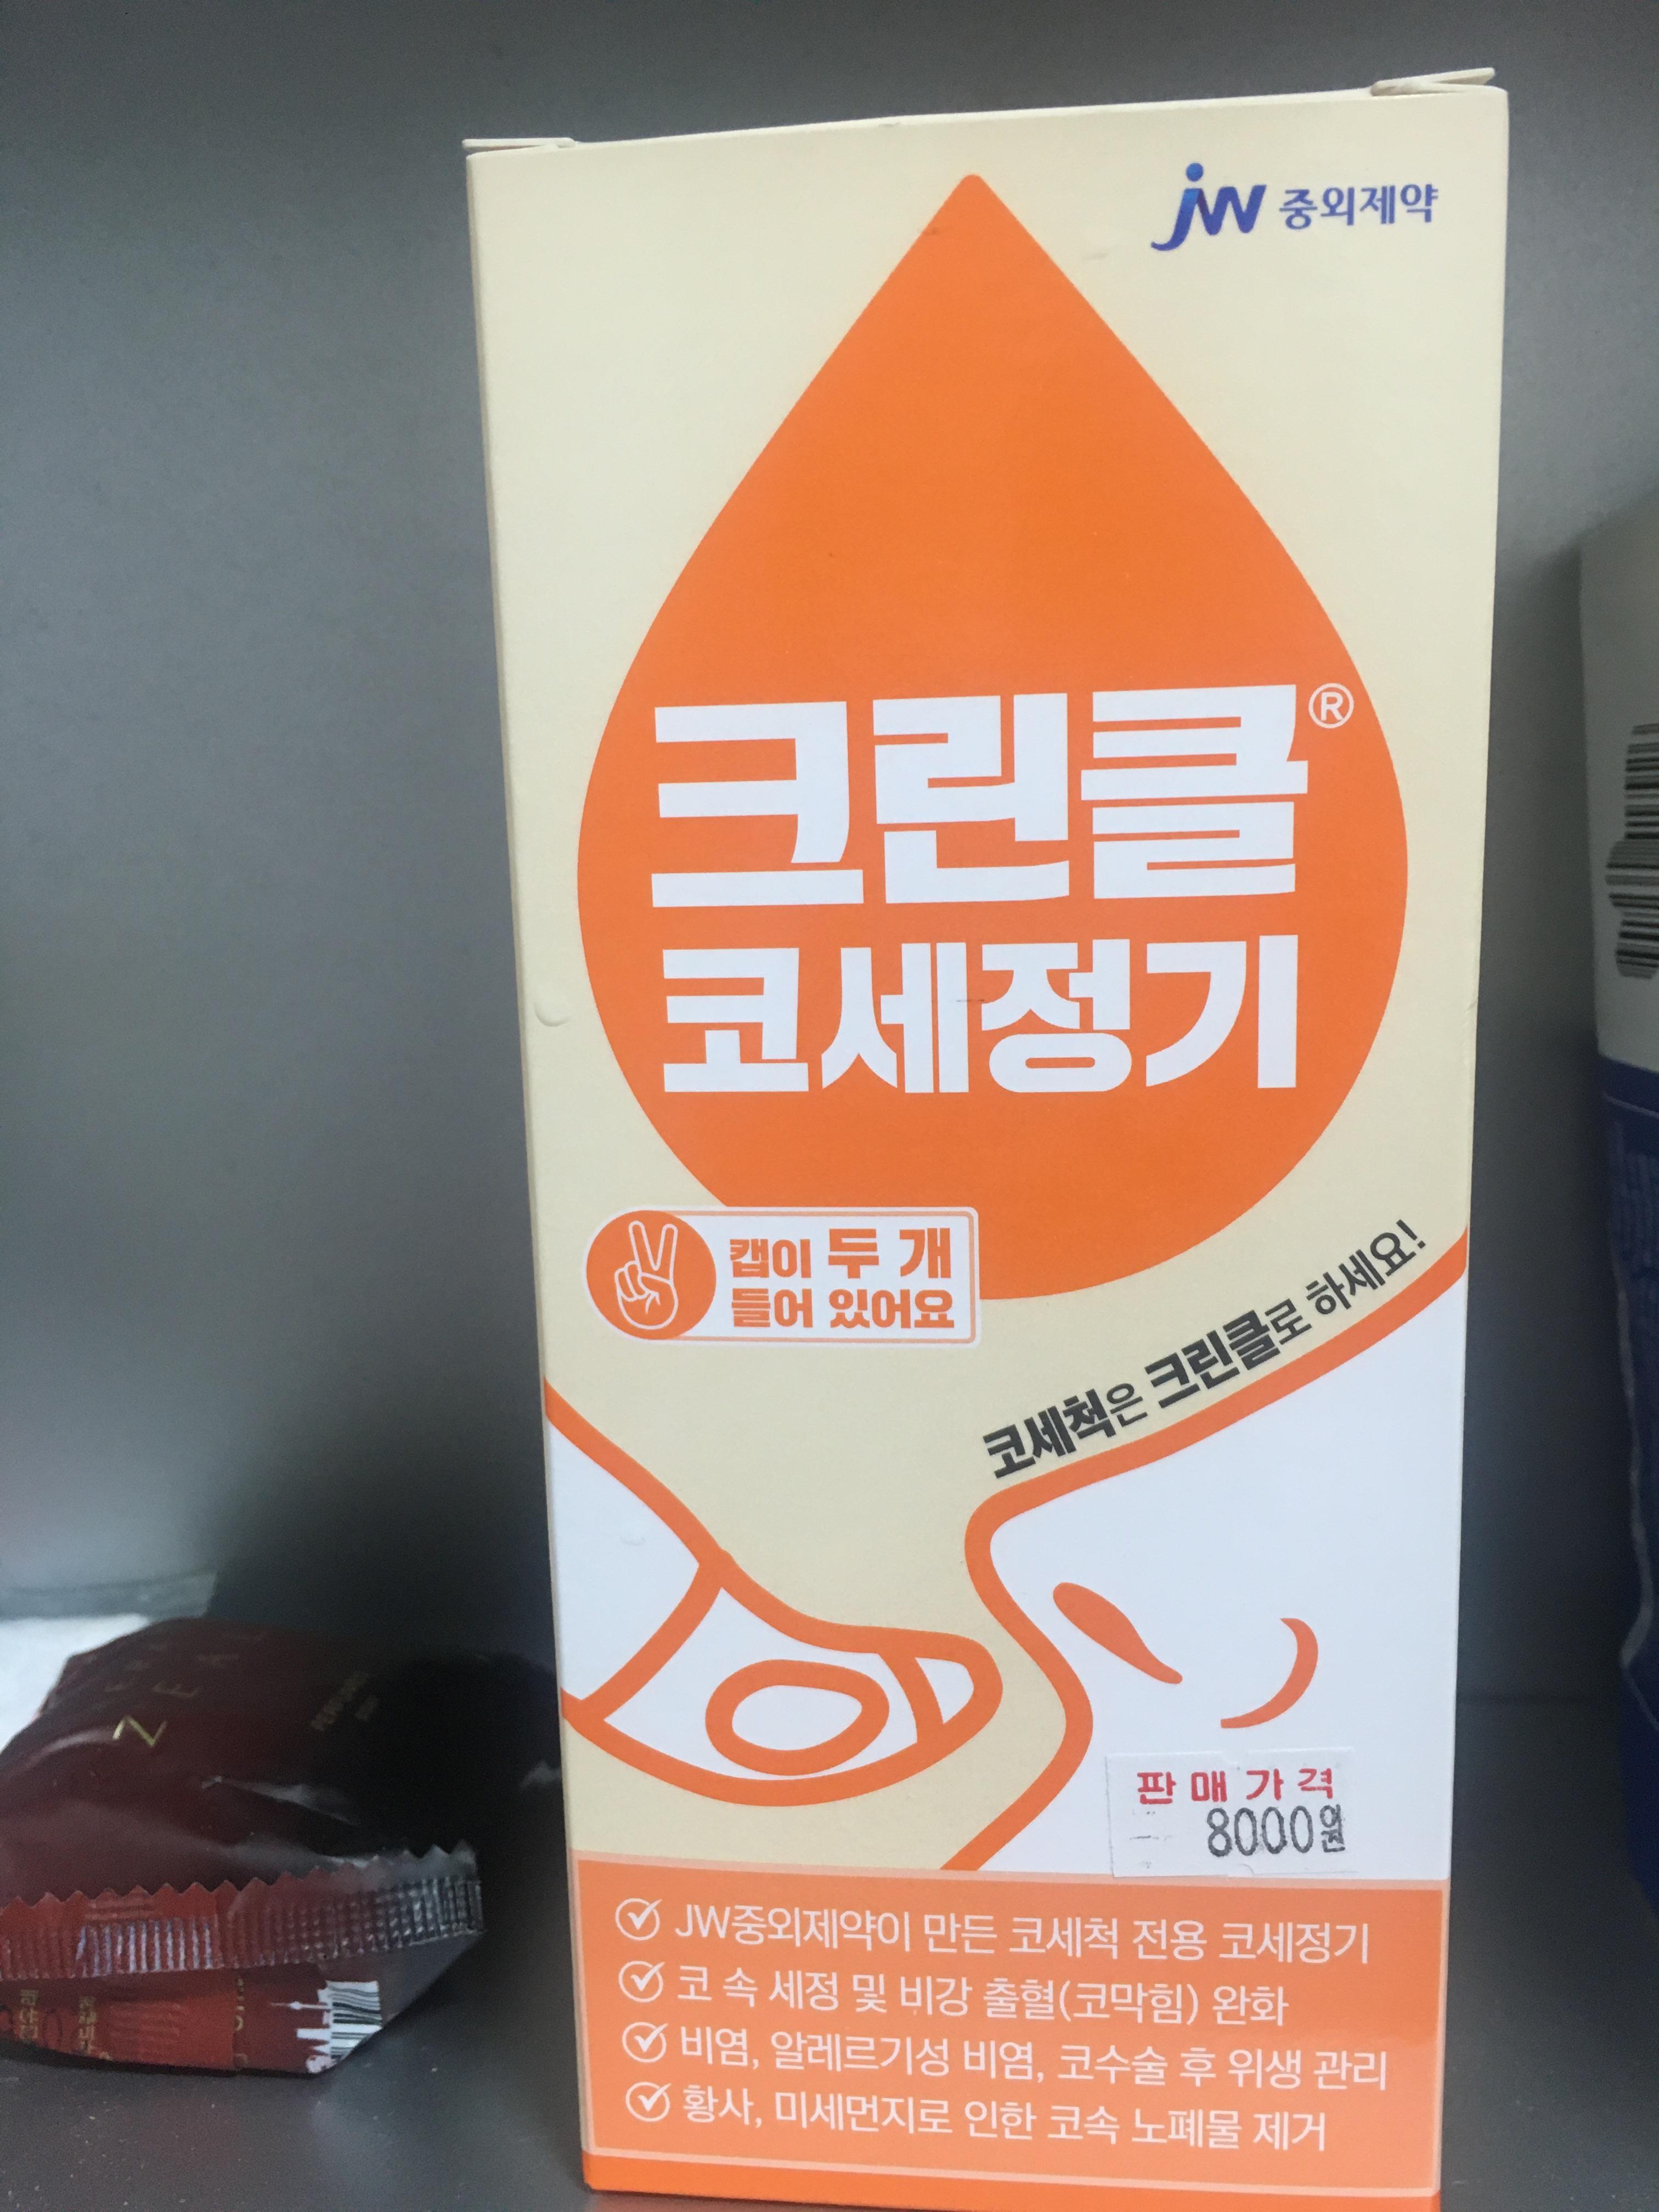 jw 중외제약
크린클®
코세정기
캡이 두 개
들어 있어요
코세척은 크린클로 하세요!
판매가격
8000원
JW중외제약이 만든 코세척 전용 코세정기
코 속 세정 및 비강 출혈(코막힘) 완화
비염, 알레르기성 비염, 코수술 후 위생 관리
황사, 미세먼지로 인한 코속 노폐물 제거